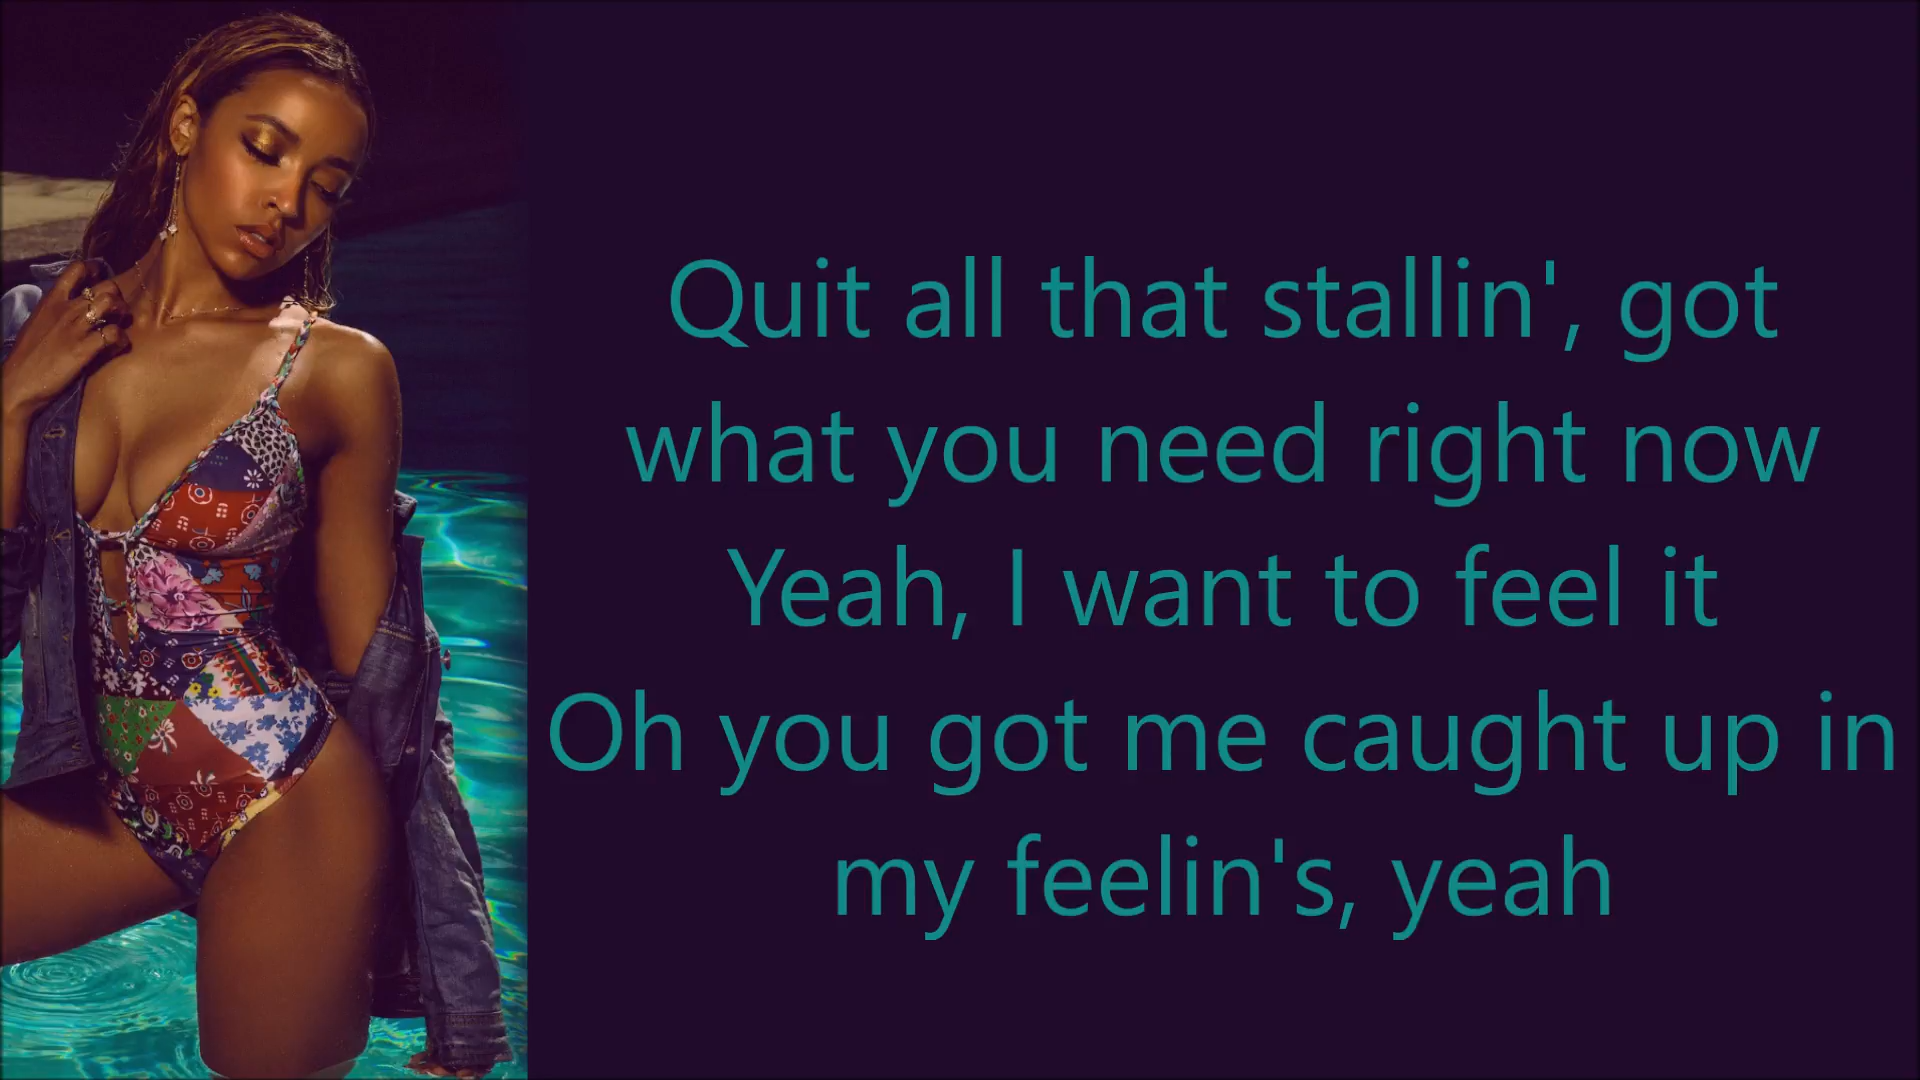 Quit all that stallin', got
what you need right now
Yeah, I want to feel it
Oh you got me caught up in
my feelin's, yeah